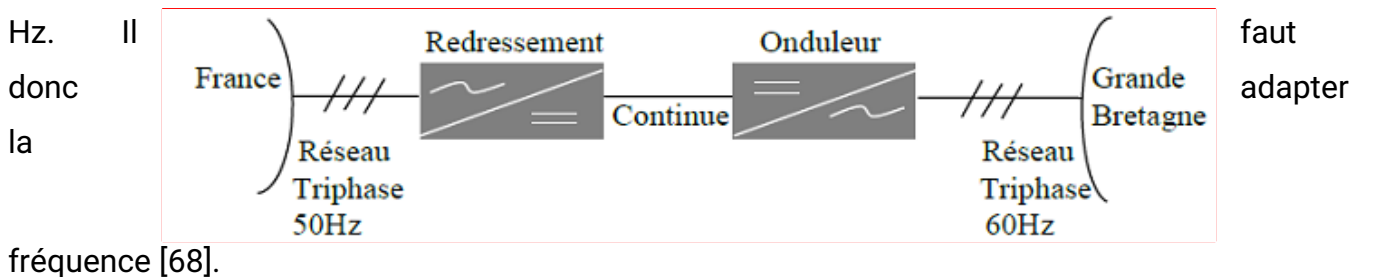 Hz. Il faut
donc adapter
la
fréquence [68].
Redressement
Onduleur
France
Continue
Grande
Bretagne
Réseau
Triphase
50Hz
Réseau
Triphase
60Hz